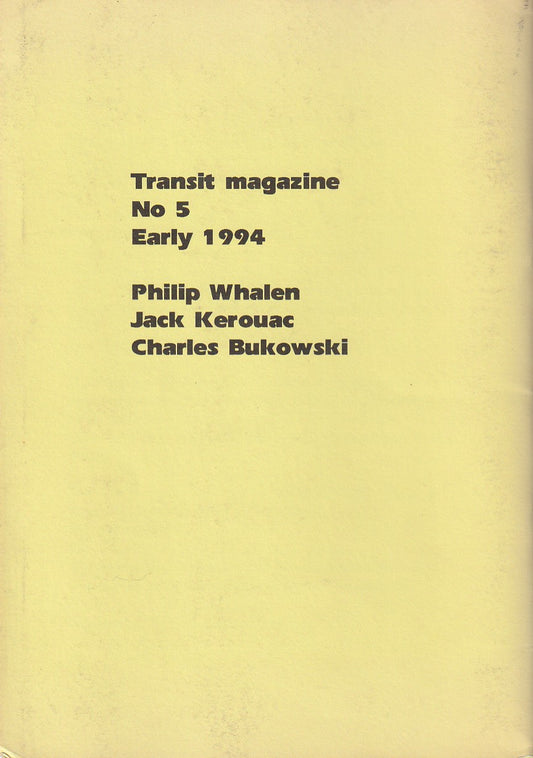 Transit magazine
No 5
Early 1994
Philip Whalen
Jack Kerouac
Charles Bukowski